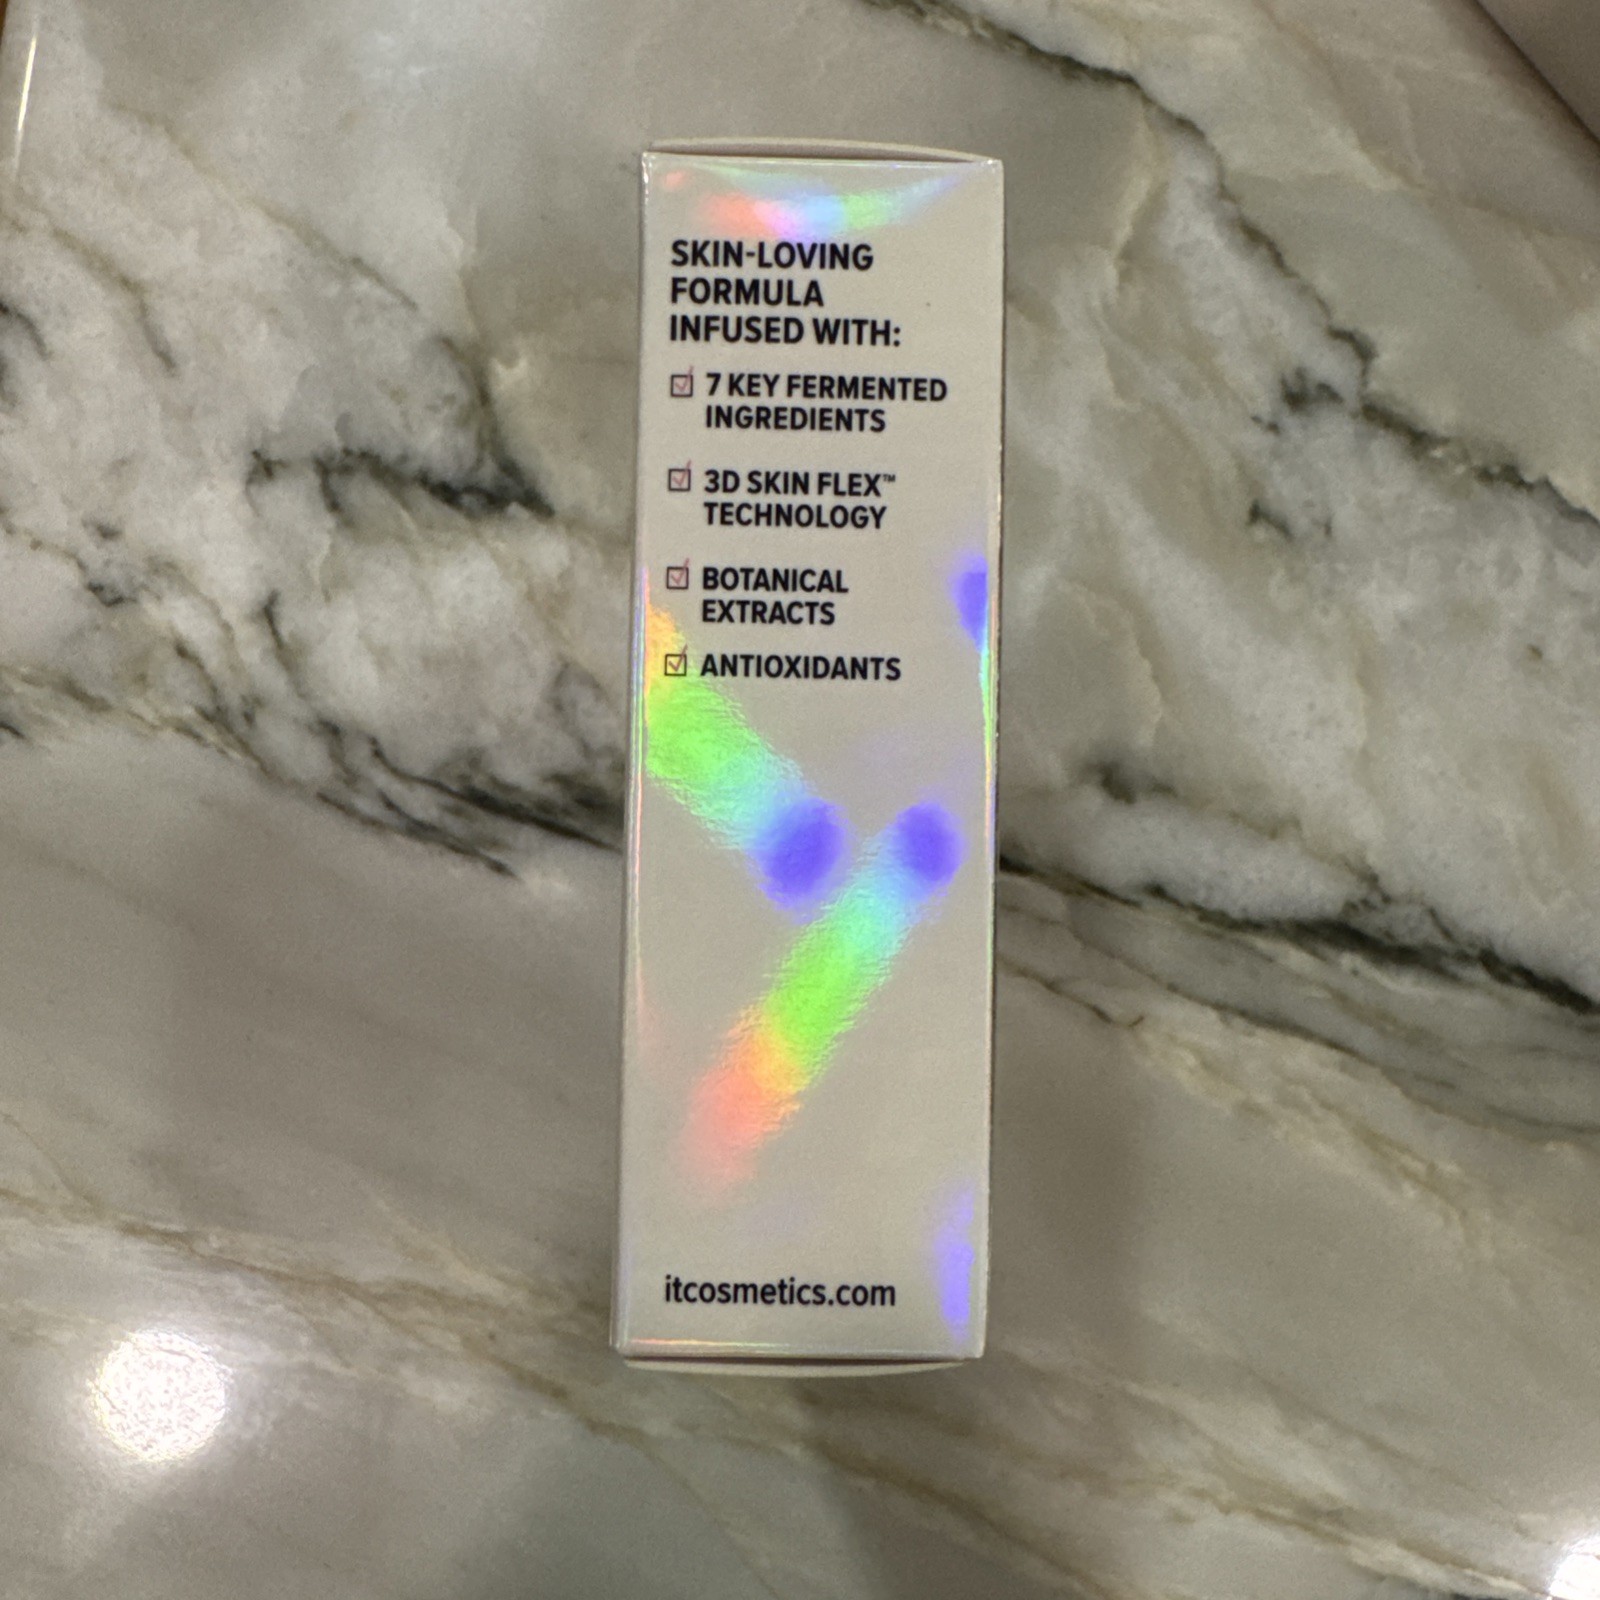 SKIN-LOVING
FORMULA
INFUSED WITH:
7 KEY FERMENTED
INGREDIENTS
3D SKIN FLEX™
TECHNOLOGY
BOTANICAL
EXTRACTS
ANTIOXIDANTS
itcosmetics.com